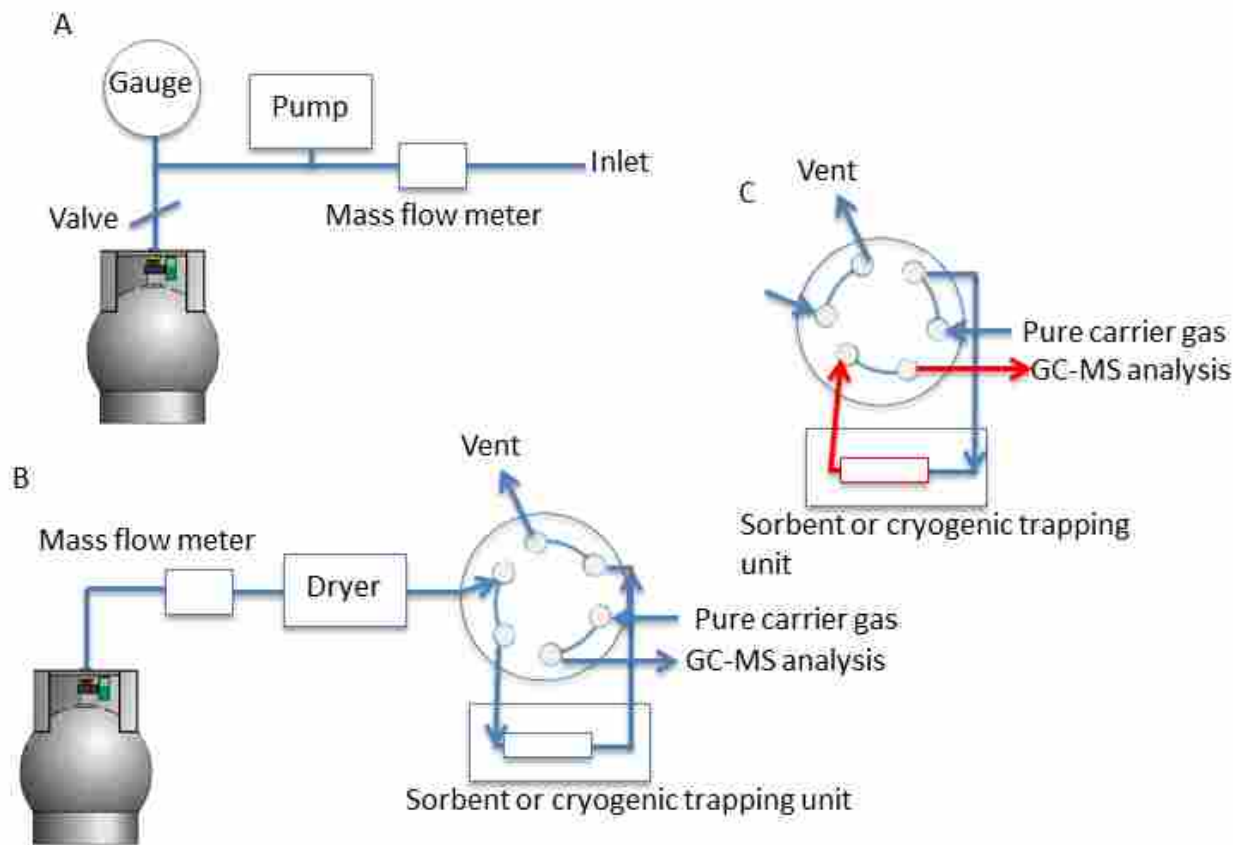 A
Gauge
Pump
Inlet
Valve
Mass flow meter
C
Vent
Pure carrier gas
GC-MS analysis
Sorbent or cryogenic trapping
unit
B
Vent
Mass flow meter
Dryer
Pure carrier gas
GC-MS analysis
Sorbent or cryogenic trapping unit